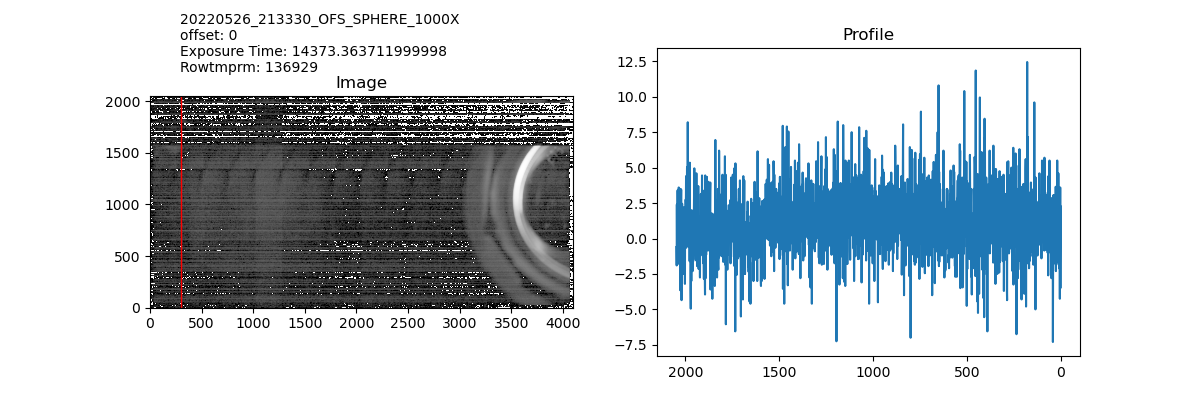 20220526_213330_OFS_SPHERE_1000X
offset: 0
Exposure Time: 14373.363711999998
Rowtmprm: 136929
Image
2000
1500
1000
500
0
0 500 1000 1500 2000 2500 3000 3500 4000
Profile
12.5
10.0
7.5
5.0
2.5
0.0
−2.5
−5.0
−7.5
2000 1500 1000 500 0